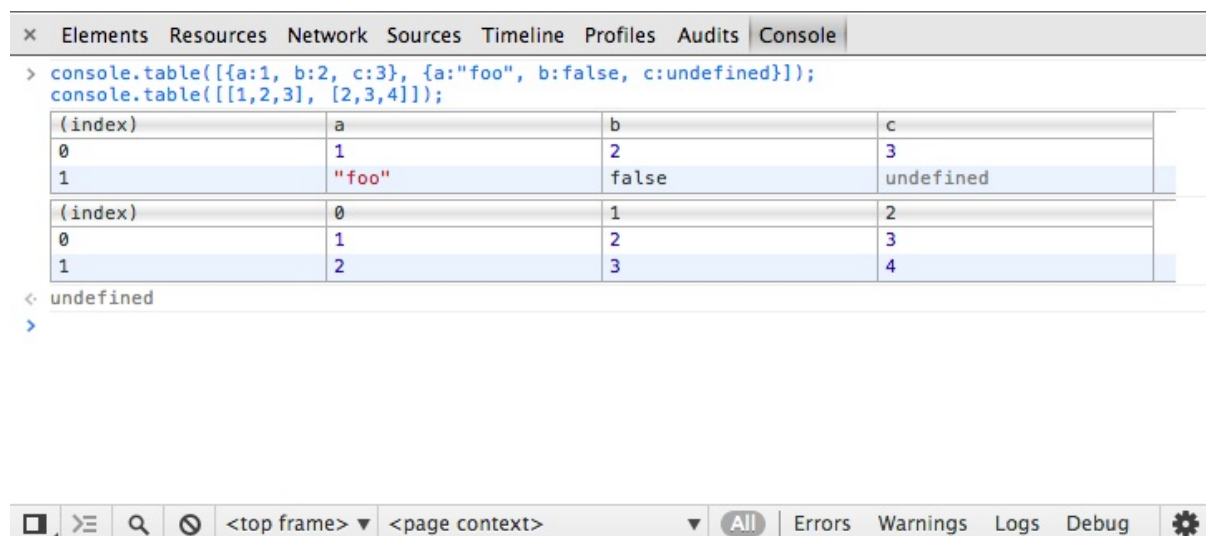 × Elements Resources Network Sources Timeline Profiles Audits Console
> console.table([{a:1, b:2, c:3}, {a:"foo", b:false, c:undefined}]);
console.table([[1,2,3], [2,3,4]]);
(index) a b c
0 1 2 3
1 "foo" false undefined
(index) 0 1 2
0 1 2 3
1 2 3 4
undefined
>
<top frame> ▼ <page context> ▼ All Errors Warnings Logs Debug